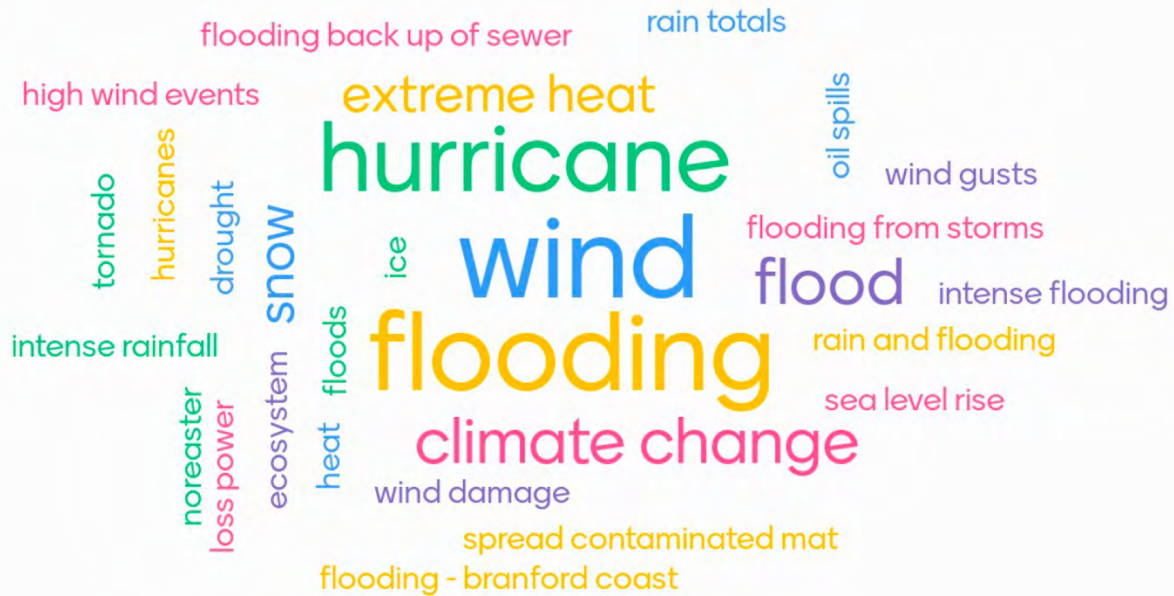 rain totals
flooding back up of sewer
high wind events
extreme heat
oil spills
hurricane
hurricanes
wind gusts
tornado
drought
snow
ice
wind
flooding from storms
flood
intense flooding
floods
flooding
rain and flooding
intense rainfall
ecosystem
sea level rise
noreaster
loss power
heat
climate change
wind damage
spread contaminated mat
flooding - branford coast